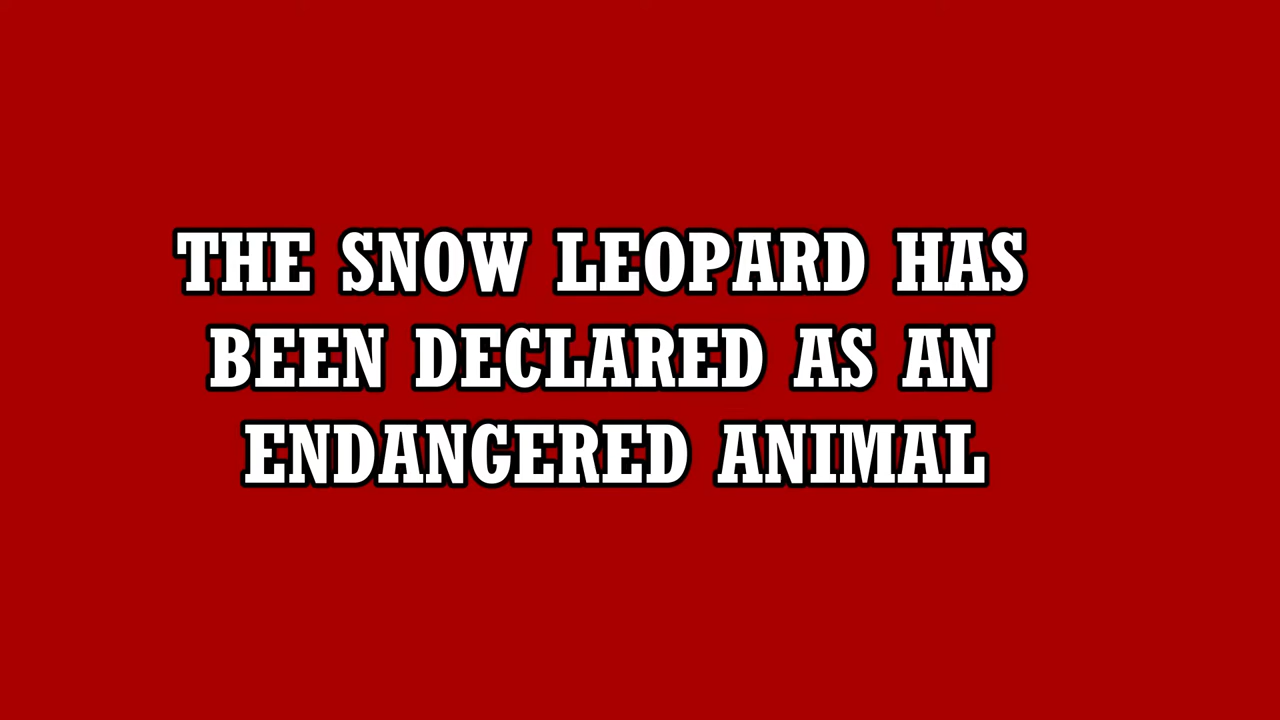 THE SNOW LEOPARD HAS
BEEN DECLARED AS AN
ENDANGERED ANIMAL